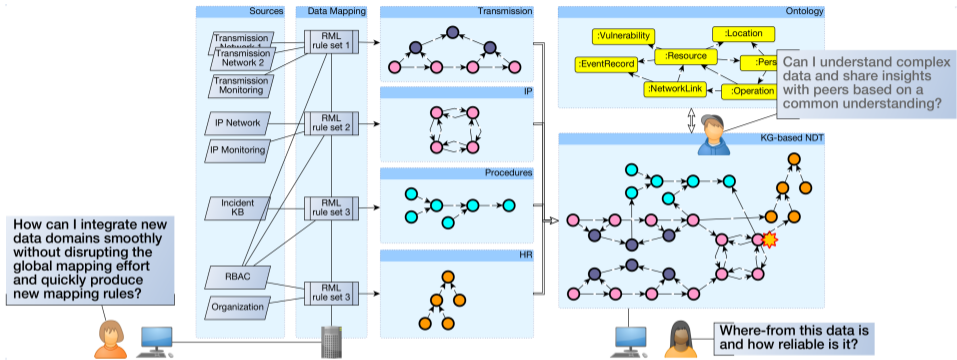 Sources
Data Mapping
Transmission
Ontology
Transmission
Network 1
Transmission
Network 2
Transmission
Monitoring
RML
rule set 1
:Vulnerability
:Location
:Resource
:EventRecord
:Pers
:NetworkLink
:Operation
Can I understand complex
data and share insights
with peers based on a
common understanding?
IP
IP Network
IP Monitoring
RML
rule set 2
KG-based NDT
Procedures
Incident
KB
RML
rule set 3
How can I integrate new
data domains smoothly
without disrupting the
global mapping effort
and quickly produce
new mapping rules?
HR
RBAC
Organization
RML
rule set 3
Where-from this data is
and how reliable is it?